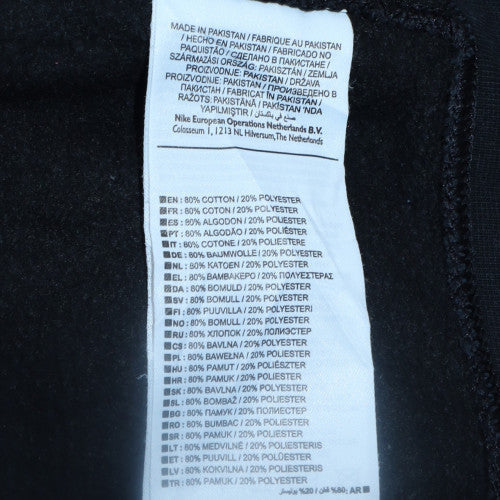 MADE IN PAKISTAN / FABRIQUE AU PAKISTAN
/ HECHO EN PAKISTAN / FABRICADO NO
PAQUISTÃO / СДЕЛАНО В ПАКИСТАНЕ /
SZÁRMAZÁSI ORSZÁG: PAKISZTÁN / ZEMLJA
PROIZVODNJE: PAKISTAN / DRŽAVA
PROIZVODNJE: PAKISTAN / ПРОИЗВЕДЕНО В
ПАКИСТАН / FABRICAT ÎN PAKISTAN /
RAŽOTS: PAKISTĀNĀ / PAKISTAN'NDA
YAPILMIŞTIR / صنع في باكستان
Nike European Operations Netherlands B.V.
Colosseum 1, 1213 NL Hilversum, The Netherlands
EN : 80% COTTON / 20% POLYESTER
FR : 80% COTON / 20% POLYESTER
ES : 80% ALGODON / 20% POLIESTER
PT : 80% ALGODÃO / 20% POLIÉSTER
IT : 80% COTONE / 20% POLIESTERE
DE : 80% BAUMWOLLE / 20% POLYESTER
NL : 80% KATOEN / 20% POLYESTER
EL : 80% ΒΑΜΒΑΚΕΡΟ / 20% ΠΟΛΥΕΣΤΕΡΑΣ
DA : 80% BOMULD / 20% POLYESTER
SV : 80% BOMULL / 20% POLYESTER
FI : 80% PUUVILLA / 20% POLYESTERI
NO : 80% BOMULL / 20% POLYESTER
RU : 80% ХЛОПОК / 20% ПОЛИЭСТЕР
CS : 80% BAVLNA / 20% POLYESTER
PL : 80% BAWEŁNA / 20% POLIESTER
HU : 80% PAMUT / 20% POLIÉSZTER
HR : 80% PAMUK / 20% POLIESTER
SK : 80% BAVLNA / 20% POLYESTER
SL : 80% BOMBAŽ / 20% POLIESTER
BG : 80% ПАМУК / 20% ПОЛИЕСТЕР
RO : 80% BUMBAC / 20% POLIESTER
SR : 80% PAMUK / 20% POLIESTER
LT : 80% MEDVILNĖ / 20% POLIESTERIS
ET : 80% PUUVILL / 20% POLÜESTER
LV : 80% KOKVILNA / 20% POLIESTERIS
TR : 80% PAMUK / 20% POLYESTER
AR : 80% قطن / 20% بوليستر